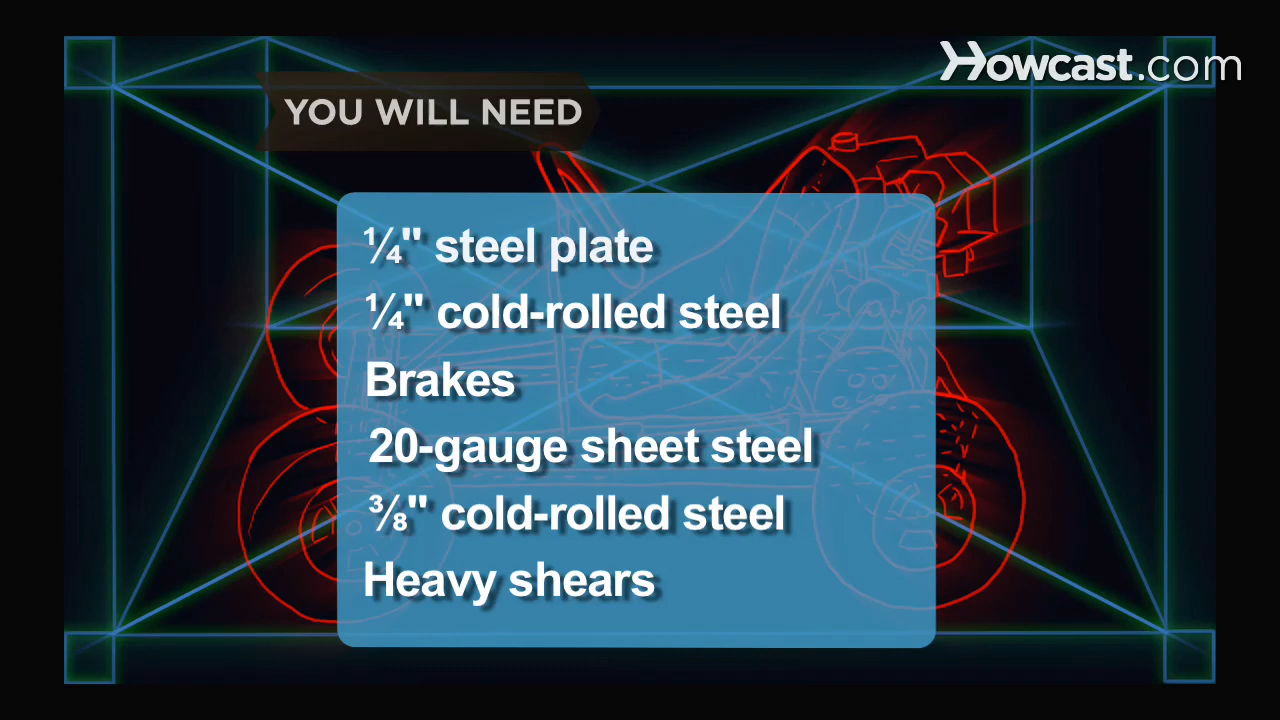 Howcast.com
YOU WILL NEED
¼" steel plate
¼" cold-rolled steel
Brakes
20-gauge sheet steel
⅜" cold-rolled steel
Heavy shears